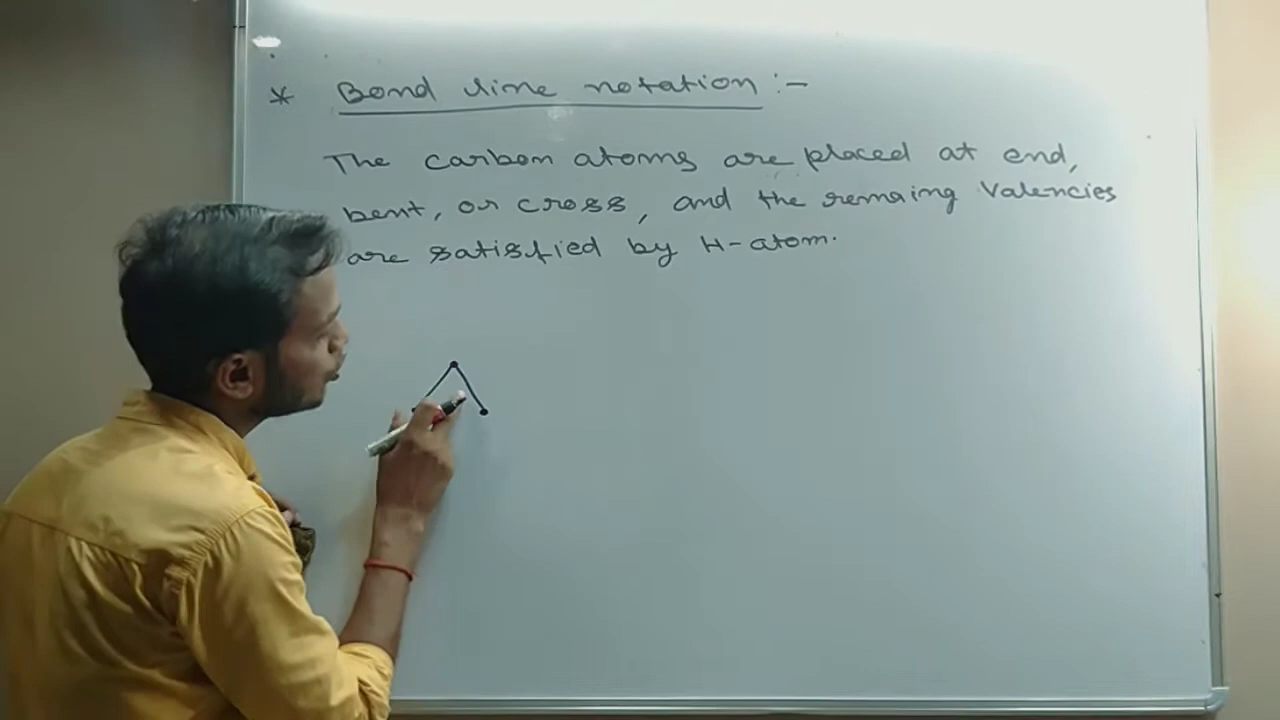 * Bond line notation :-
The carbon atoms are placed at end,
bent, or cross, and the remaing valencies
are satisfied by H-atom.